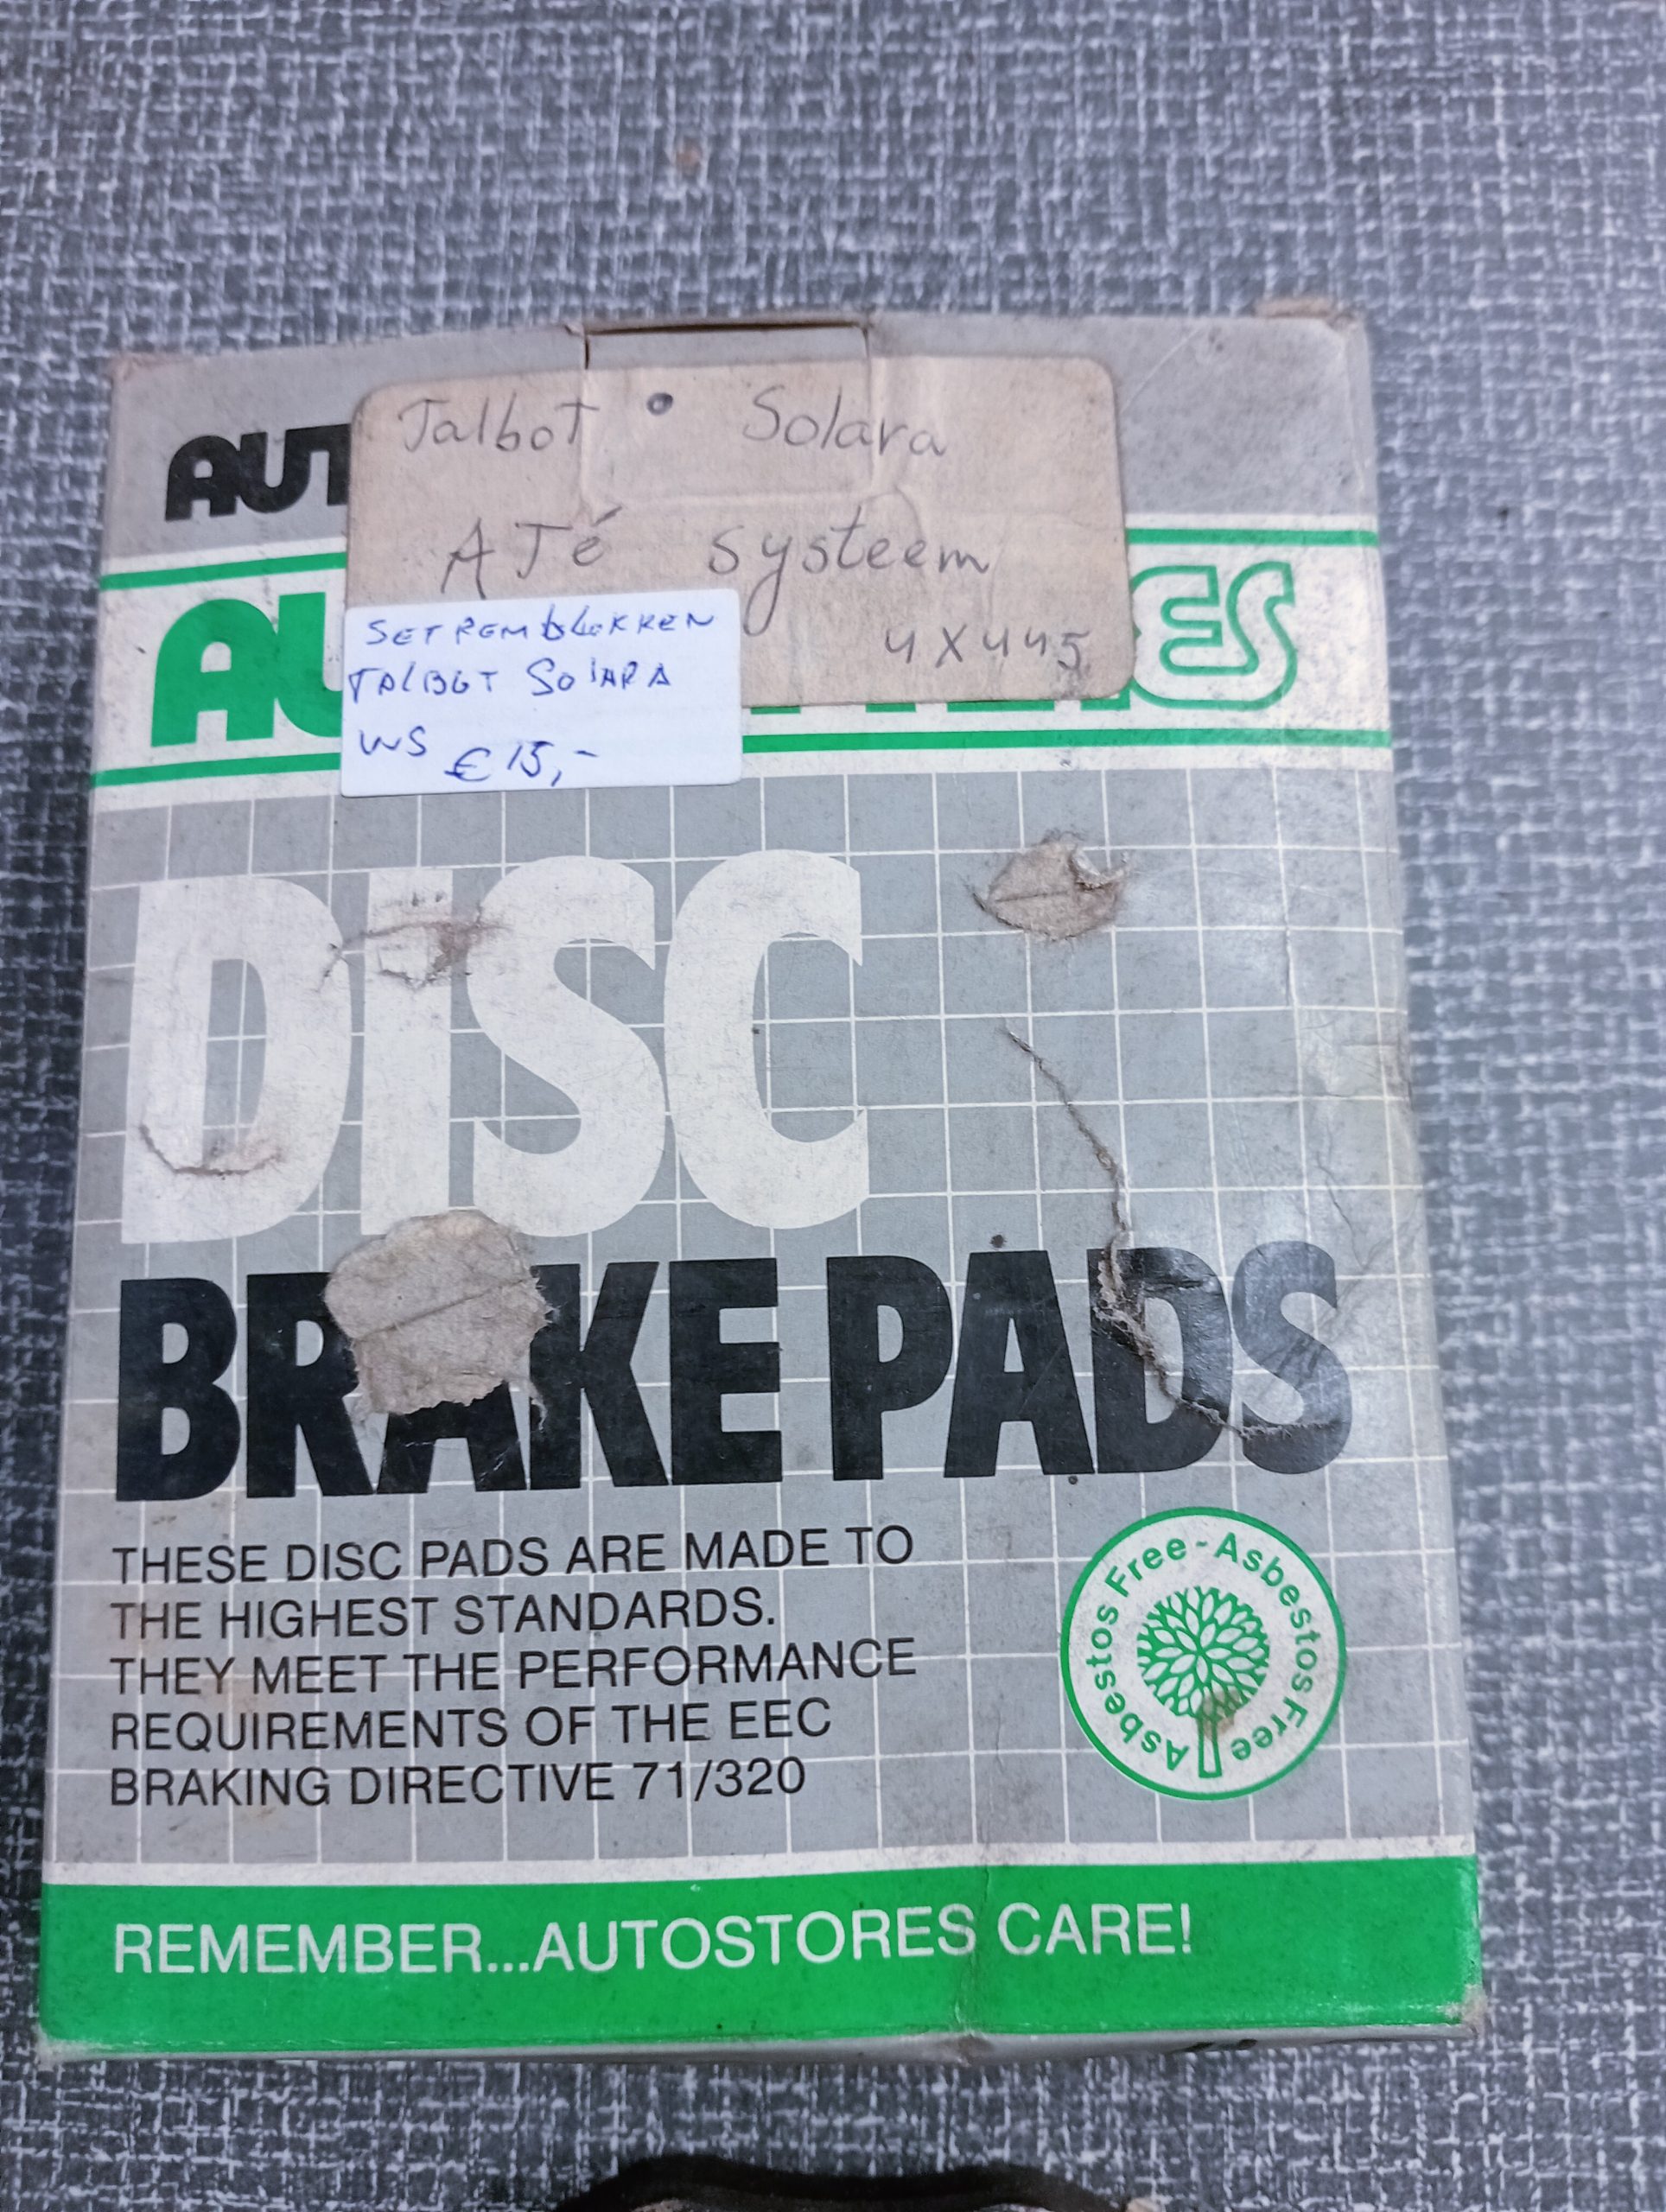 Talbot • Solara
ATé systeem
4x445
SET REMBLOKKEN
TALBOT SOLARA
WS
€ 15,-
DISC
BRAKE PADS
THESE DISC PADS ARE MADE TO
THE HIGHEST STANDARDS.
THEY MEET THE PERFORMANCE
REQUIREMENTS OF THE EEC
BRAKING DIRECTIVE 71/320
Asbestos Free - Asbestos Free
REMEMBER...AUTOSTORES CARE!